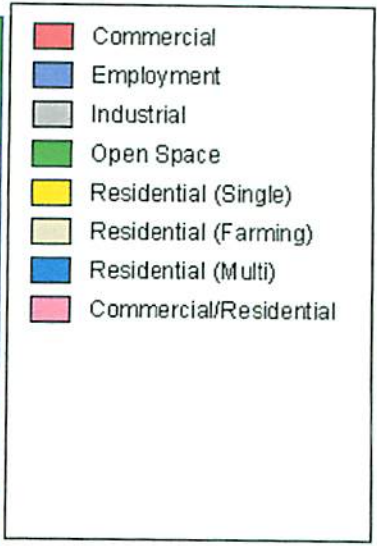 Commercial
Employment
Industrial
Open Space
Residential (Single)
Residential (Farming)
Residential (Multi)
Commercial/Residential